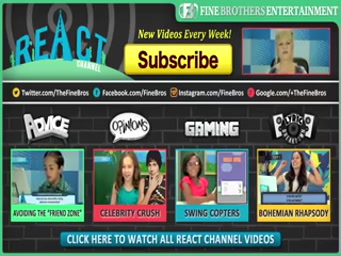 FB FINE BROTHERS ENTERTAINMENT
REACT
CHANNEL
New Videos Every Week!
Subscribe
Twitter.com/TheFineBros
Facebook.com/FineBros
Instagram.com/FineBros
Google.com/+TheFineBros
ADVICE
OPINIONS
GAMING
LYRIC
AVOIDING THE "FRIEND ZONE"
CELEBRITY CRUSH
SWING COPTERS
BOHEMIAN RHAPSODY
CLICK HERE TO WATCH ALL REACT CHANNEL VIDEOS